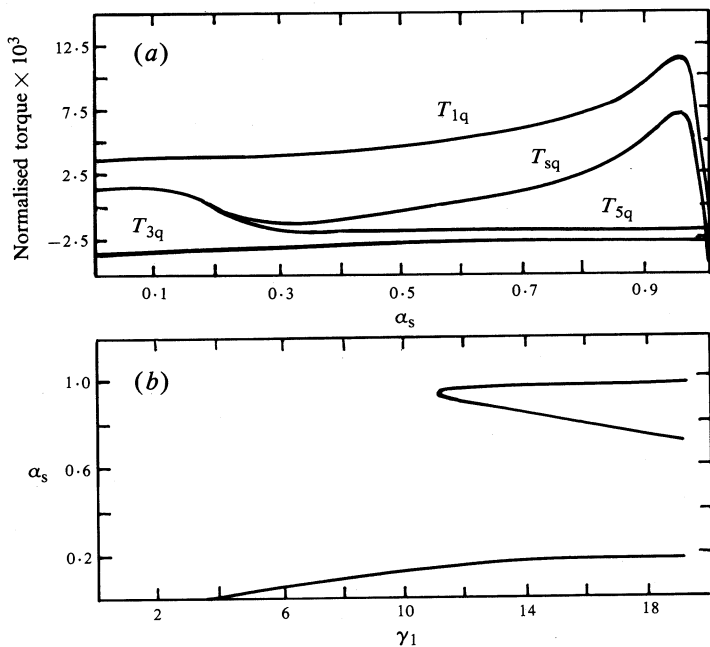 (a)
Normalised torque × 10³
12·5
7·5
2·5
−2·5
T1q
Tsq
T5q
T3q
0·1 0·3 0·5 0·7 0·9
αs
(b)
1·0
0·6
0·2
αs
2 6 10 14 18
γ1